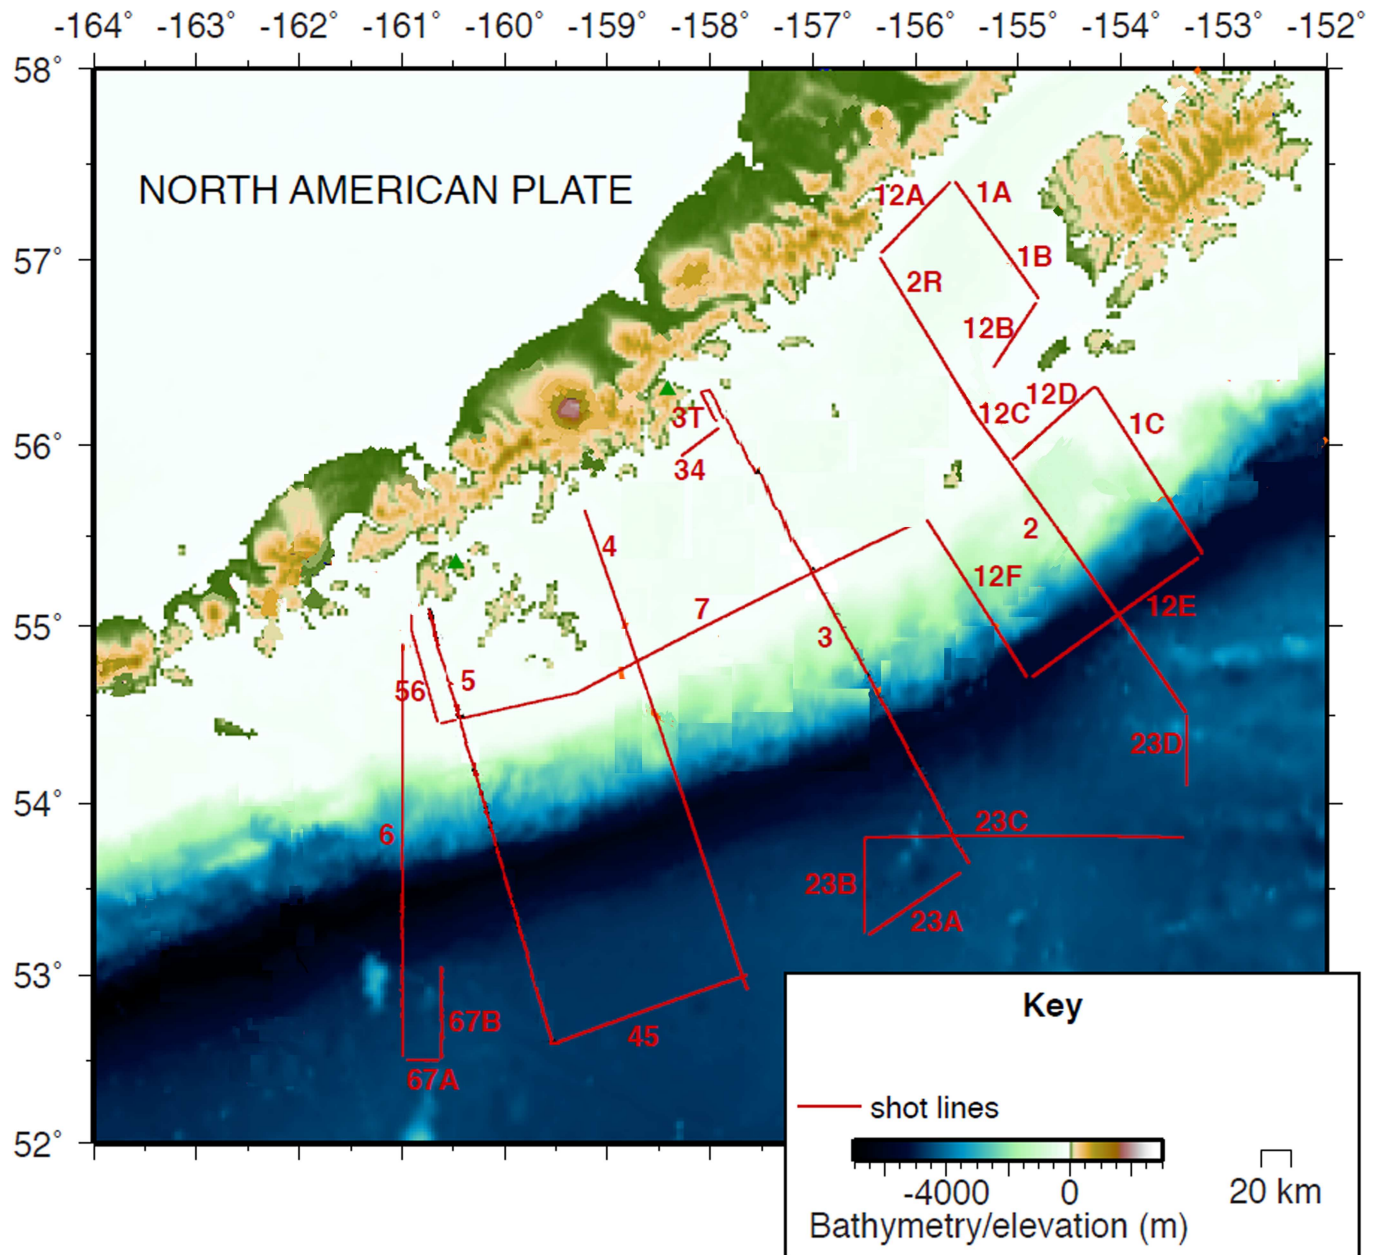 -164° -163° -162° -161° -160° -159° -158° -157° -156° -155° -154° -153° -152°
58°
NORTH AMERICAN PLATE
12A
1A
57°
1B
2R
12B
12D
12C
3T
1C
56°
34
2
4
12F
7
12E
55°
3
5
56
23D
54°
23C
6
23B
23A
53°
67B
45
67A
52°
Key
shot lines
-4000 0
20 km
Bathymetry/elevation (m)